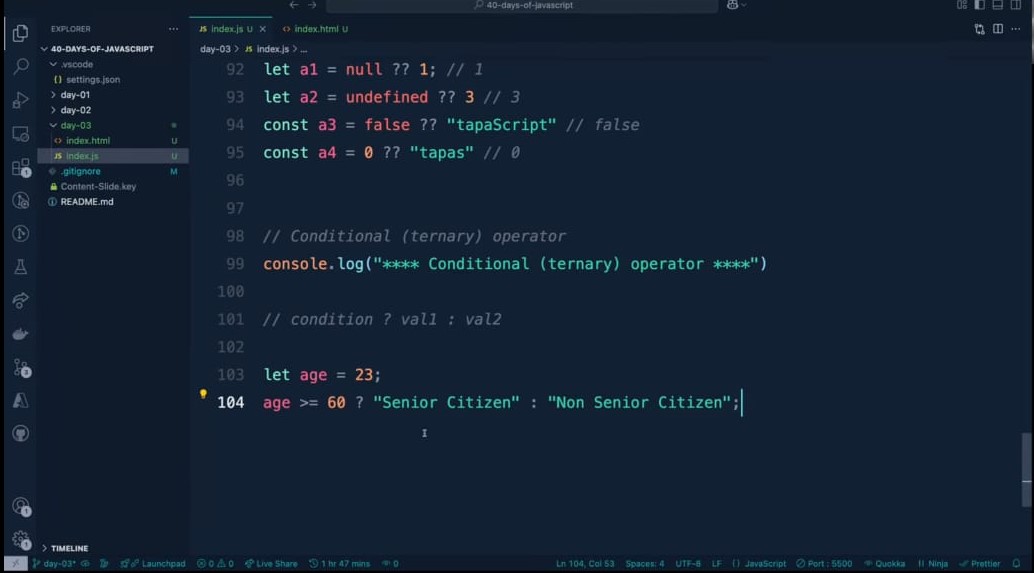 40-days-of-javascript
EXPLORER
40-DAYS-OF-JAVASCRIPT
.vscode
{} settings.json
day-01
day-02
day-03
<> index.html U
JS index.js U
.gitignore M
Content-Slide.key
README.md
TIMELINE
JS index.js U × <> index.html U
day-03 > JS index.js > ...
92 let a1 = null ?? 1; // 1
93 let a2 = undefined ?? 3 // 3
94 const a3 = false ?? "tapaScript" // false
95 const a4 = 0 ?? "tapas" // 0
96
97
98 // Conditional (ternary) operator
99 console.log("**** Conditional (ternary) operator ****")
100
101 // condition ? val1 : val2
102
103 let age = 23;
104 age >= 60 ? "Senior Citizen" : "Non Senior Citizen";
day-03* Launchpad 0 0 Live Share 1 hr 47 mins 0 Ln 104, Col 53 Spaces: 4 UTF-8 LF {} JavaScript Port : 5500 Quokka Ninja Prettier